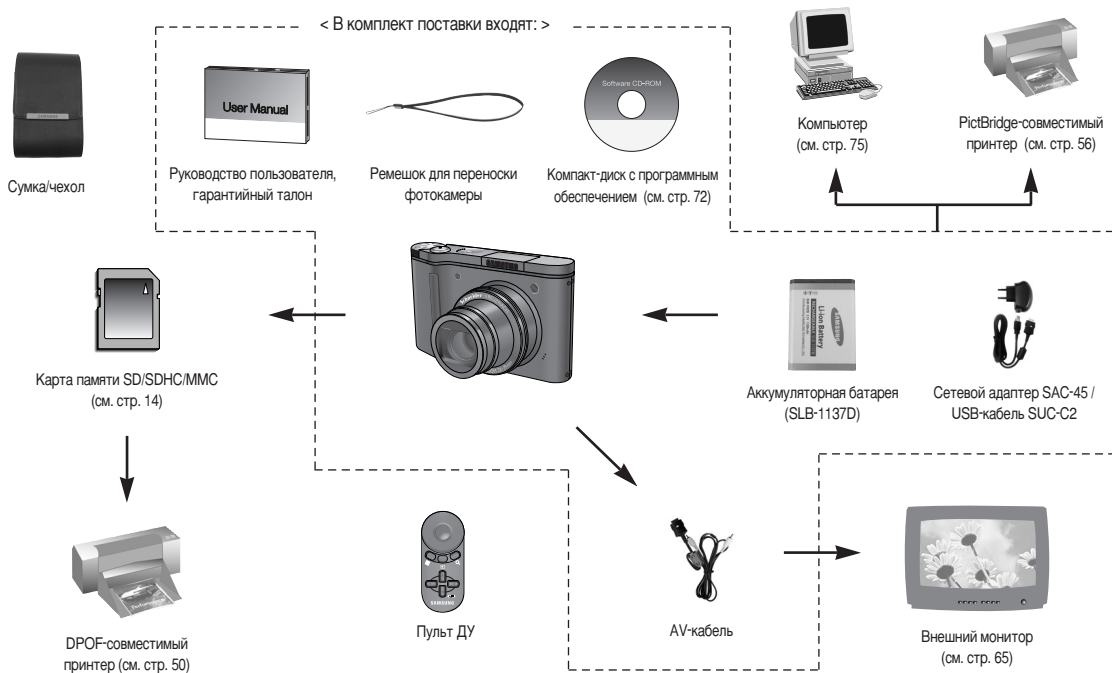 < В комплект поставки входят: >
User Manual
Software CD-ROM
Сумка/чехол
Руководство пользователя,
гарантийный талон
Ремешок для переноски
фотокамеры
Компакт-диск с программным
обеспечением (см. стр. 72)
Компьютер
(см. стр. 75)
PictBridge-совместимый
принтер (см. стр. 56)
Карта памяти SD/SDHC/MMC
(см. стр. 14)
SAMSUNG
Li-ion Battery
Аккумуляторная батарея
(SLB-1137D)
Сетевой адаптер SAC-45 /
USB-кабель SUC-C2
DPOF-совместимый
принтер (см. стр. 50)
SAMSUNG
Пульт ДУ
AV-кабель
Внешний монитор
(см. стр. 65)